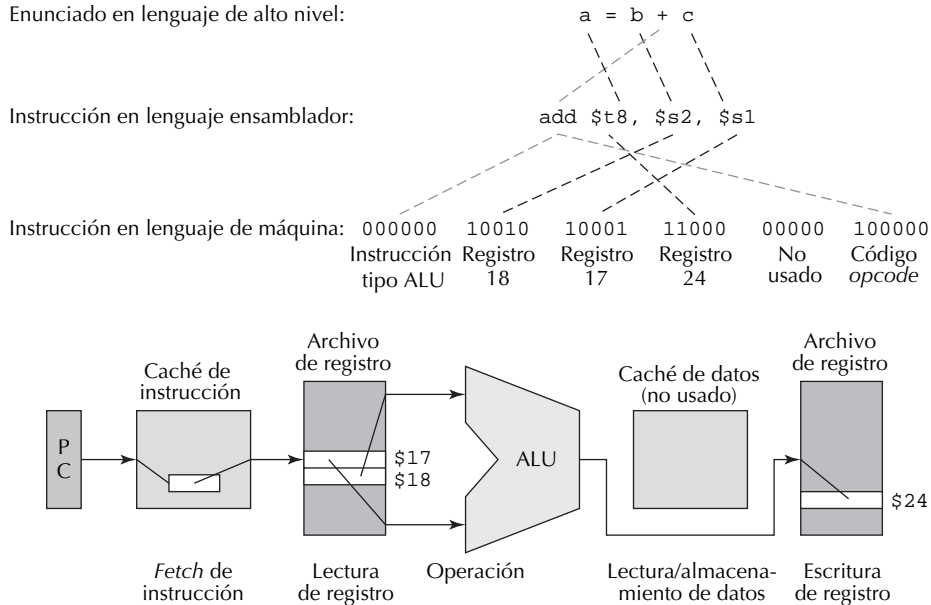 Enunciado en lenguaje de alto nivel: a = b + c
Instrucción en lenguaje ensamblador: add $t8, $s2, $s1
Instrucción en lenguaje de máquina: 000000 10010 10001 11000 00000 100000
Instrucción Registro Registro Registro No Código
tipo ALU 18 17 24 usado opcode
Archivo
de registro
Caché de
instrucción
Caché de datos
(no usado)
Archivo
de registro
P
C
$17
$18
ALU
$24
Fetch de
instrucción
Lectura
de registro
Operación
Lectura/almacena-
miento de datos
Escritura
de registro